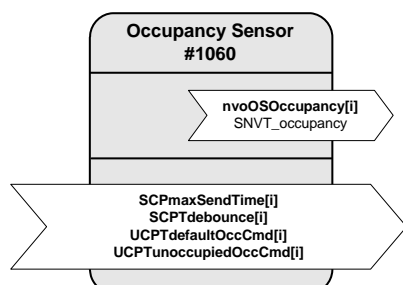 Occupancy Sensor
#1060
nvoOSOccupancy[i]
SNVT_occupancy
SCPmaxSendTime[i]
SCPTdebounce[i]
UCPTdefaultOccCmd[i]
UCPTunoccupiedOccCmd[i]